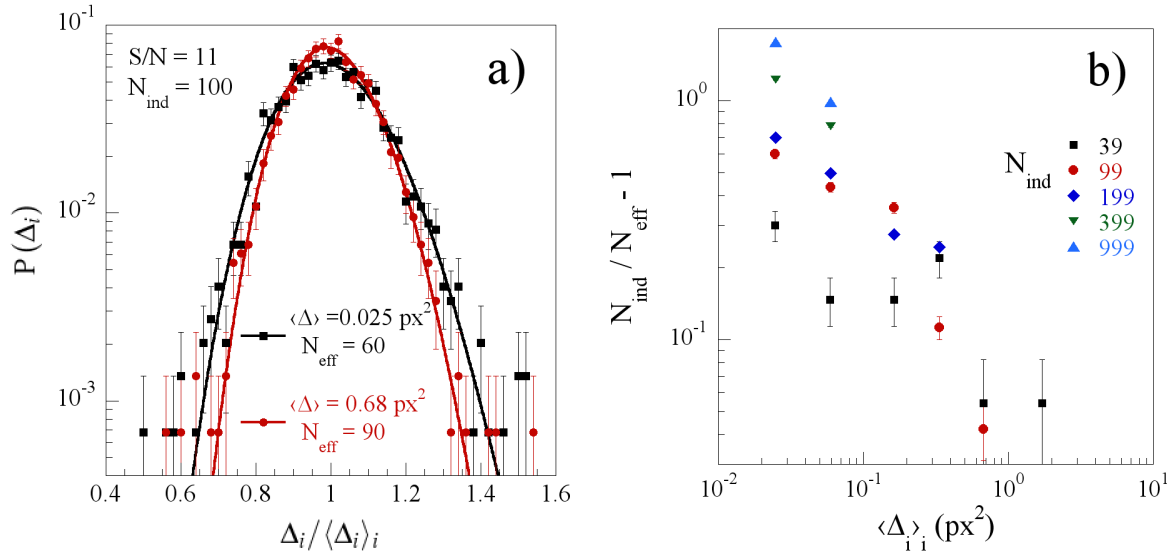 a)
S/N = 11
N_ind = 100
P(Δ_i)
10^-1
10^-2
10^-3
⟨Δ⟩ =0.025 px^2
N_eff = 60
⟨Δ⟩ = 0.68 px^2
N_eff = 90
0.4 0.6 0.8 1 1.2 1.4 1.6
Δ_i/⟨Δ_i⟩_i
b)
N_ind / N_eff - 1
10^0
10^-1
N_ind
39
99
199
399
999
10^-2 10^-1 10^0 10^1
⟨Δ_i⟩_i (px^2)